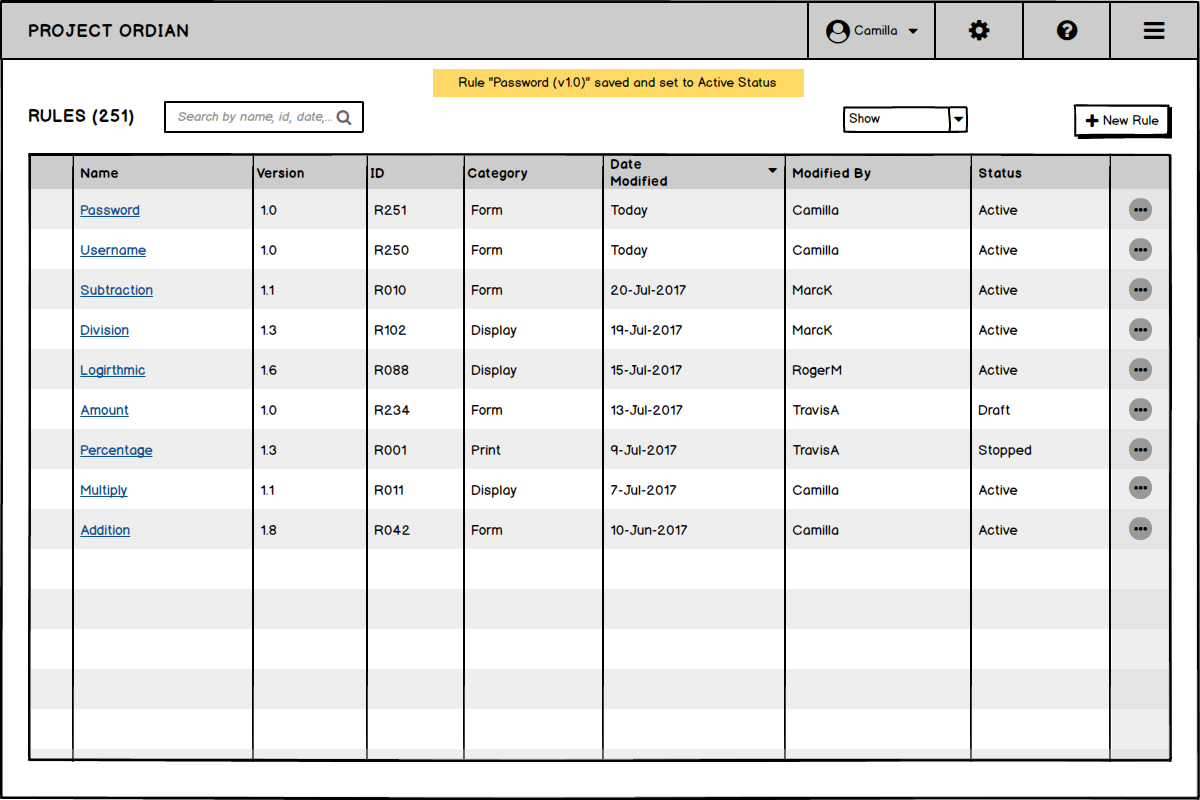 PROJECT ORDIAN
Camilla
Rule "Password (v1.0)" saved and set to Active Status
RULES (251)
Search by name, id, date,...
Show
New Rule
Name Version ID Category Date Modified Modified By Status
Password 1.0 R251 Form Today Camilla Active
Username 1.0 R250 Form Today Camilla Active
Subtraction 1.1 R010 Form 20-Jul-2017 MarcK Active
Division 1.3 R102 Display 19-Jul-2017 MarcK Active
Logirthmic 1.6 R088 Display 15-Jul-2017 RogerM Active
Amount 1.0 R234 Form 13-Jul-2017 TravisA Draft
Percentage 1.3 R001 Print 9-Jul-2017 TravisA Stopped
Multiply 1.1 R011 Display 7-Jul-2017 Camilla Active
Addition 1.8 R042 Form 10-Jun-2017 Camilla Active